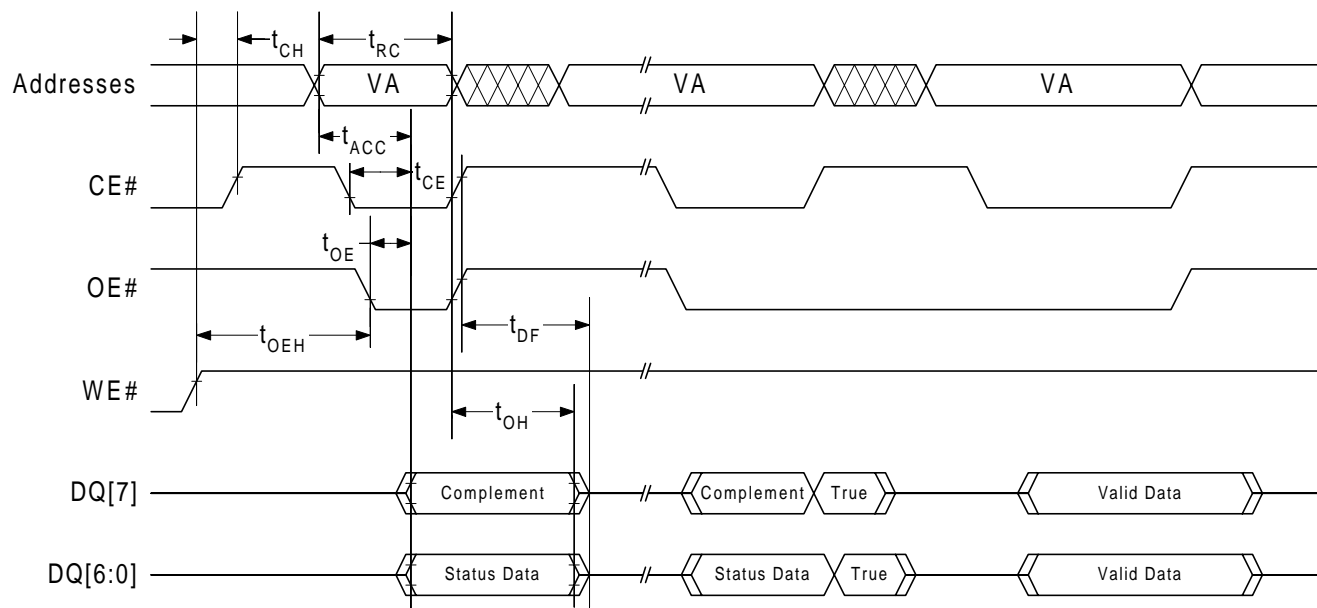 tCH tRC
Addresses VA VA VA
tACC
CE# tCE
tOE
OE#
tDF
tOEH
WE#
tOH
DQ[7] Complement Complement True Valid Data
DQ[6:0] Status Data Status Data True Valid Data